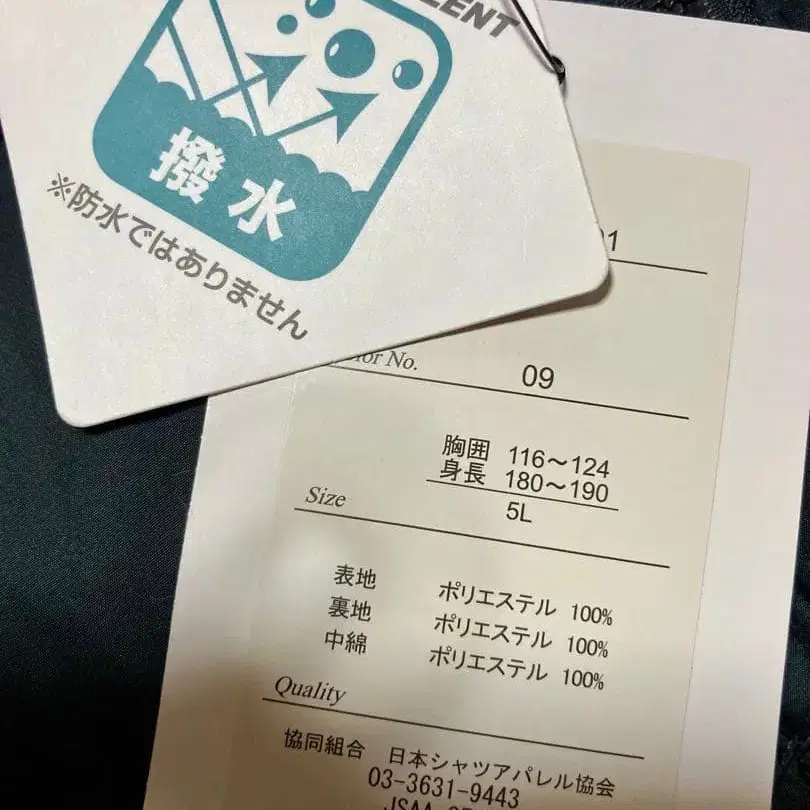 撥水
※防水ではありません
09
胸囲 116～124
身長 180～190
5L
Size
表地 ポリエステル 100%
裏地 ポリエステル 100%
中綿 ポリエステル 100%
Quality
協同組合 日本シャツアパレル協会
03-3631-9443